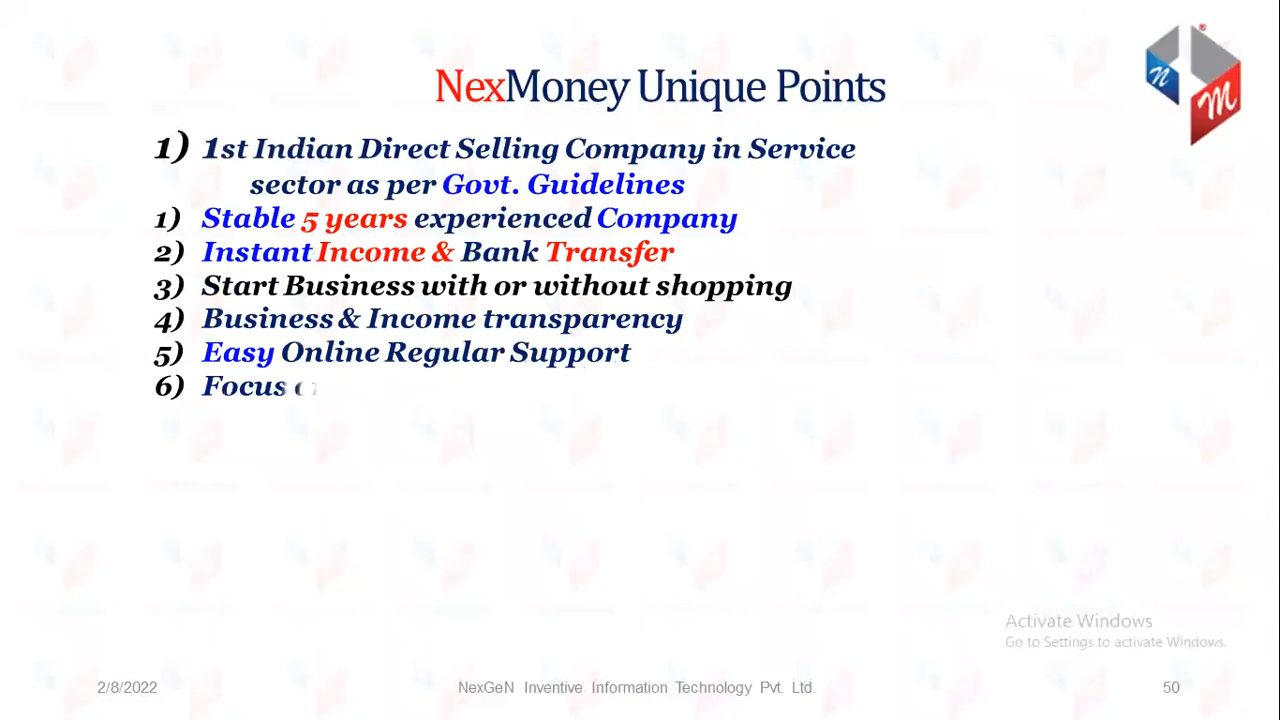 NexMoney Unique Points
1) 1st Indian Direct Selling Company in Service
sector as per Govt. Guidelines
1) Stable 5 years experienced Company
2) Instant Income & Bank Transfer
3) Start Business with or without shopping
4) Business & Income transparency
5) Easy Online Regular Support
6) Focus
n
m
Activate Windows
Go to Settings to activate Windows.
2/8/2022
NexGeN Inventive Information Technology Pvt. Ltd.
50